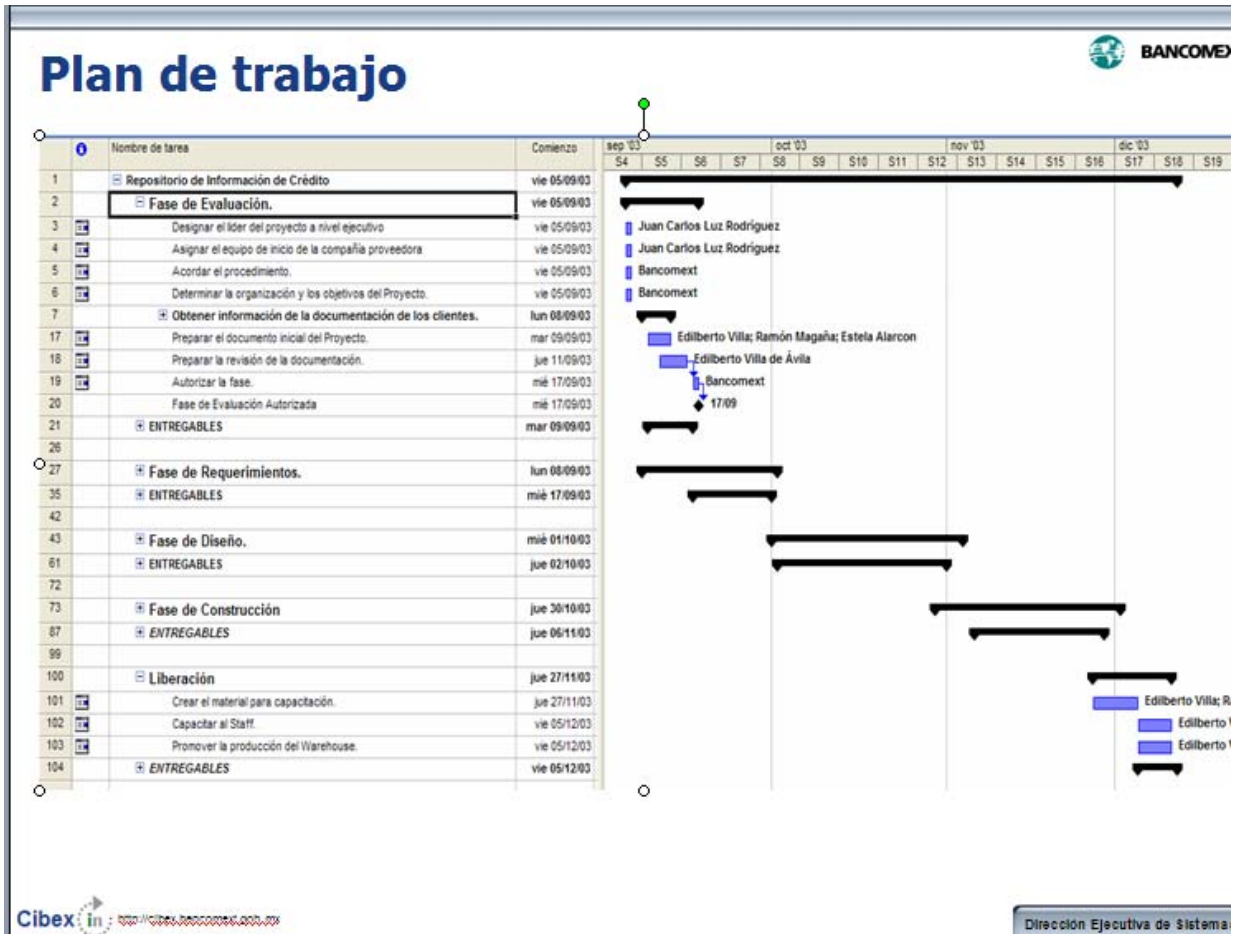 Plan de trabajo
BANCOMEX
Nombre de tarea Comienzo sep '03 oct '03 nov '03 dic '03
S4 S5 S6 S7 S8 S9 S10 S11 S12 S13 S14 S15 S16 S17 S18 S19
1 Repositorio de Información de Crédito vie 05/09/03
2 Fase de Evaluación. vie 05/09/03
3 Designar el líder del proyecto a nivel ejecutivo vie 05/09/03 Juan Carlos Luz Rodríguez
4 Asignar el equipo de inicio de la compañía proveedora vie 05/09/03 Juan Carlos Luz Rodríguez
5 Acordar el procedimiento. vie 05/09/03 Bancomext
6 Determinar la organización y los objetivos del Proyecto. vie 05/09/03 Bancomext
7 Obtener información de la documentación de los clientes. lun 08/09/03
17 Preparar el documento inicial del Proyecto. mar 09/09/03 Edilberto Villa; Ramón Magaña; Estela Alarcon
18 Preparar la revisión de la documentación. jue 11/09/03 Edilberto Villa de Ávila
19 Autorizar la fase. mié 17/09/03 Bancomext
20 Fase de Evaluación Autorizada mié 17/09/03 17/09
21 ENTREGABLES mar 09/09/03
26
27 Fase de Requerimientos. lun 08/09/03
35 ENTREGABLES mié 17/09/03
42
43 Fase de Diseño. mié 01/10/03
61 ENTREGABLES jue 02/10/03
72
73 Fase de Construcción jue 30/10/03
87 ENTREGABLES jue 06/11/03
99
100 Liberación jue 27/11/03
101 Crear el material para capacitación. jue 27/11/03 Edilberto Villa; R
102 Capacitar al Staff. vie 05/12/03 Edilberto
103 Promover la producción del Warehouse. vie 05/12/03 Edilberto
104 ENTREGABLES vie 05/12/03
Cibex in : http://cibex.bancomext.gob.mx
Dirección Ejecutiva de Sistema